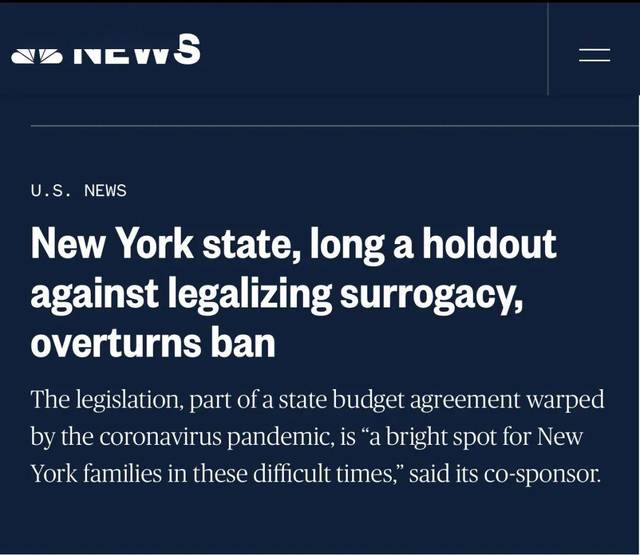 NEWS
U.S. NEWS
New York state, long a holdout
against legalizing surrogacy,
overturns ban
The legislation, part of a state budget agreement warped
by the coronavirus pandemic, is “a bright spot for New
York families in these difficult times,” said its co-sponsor.